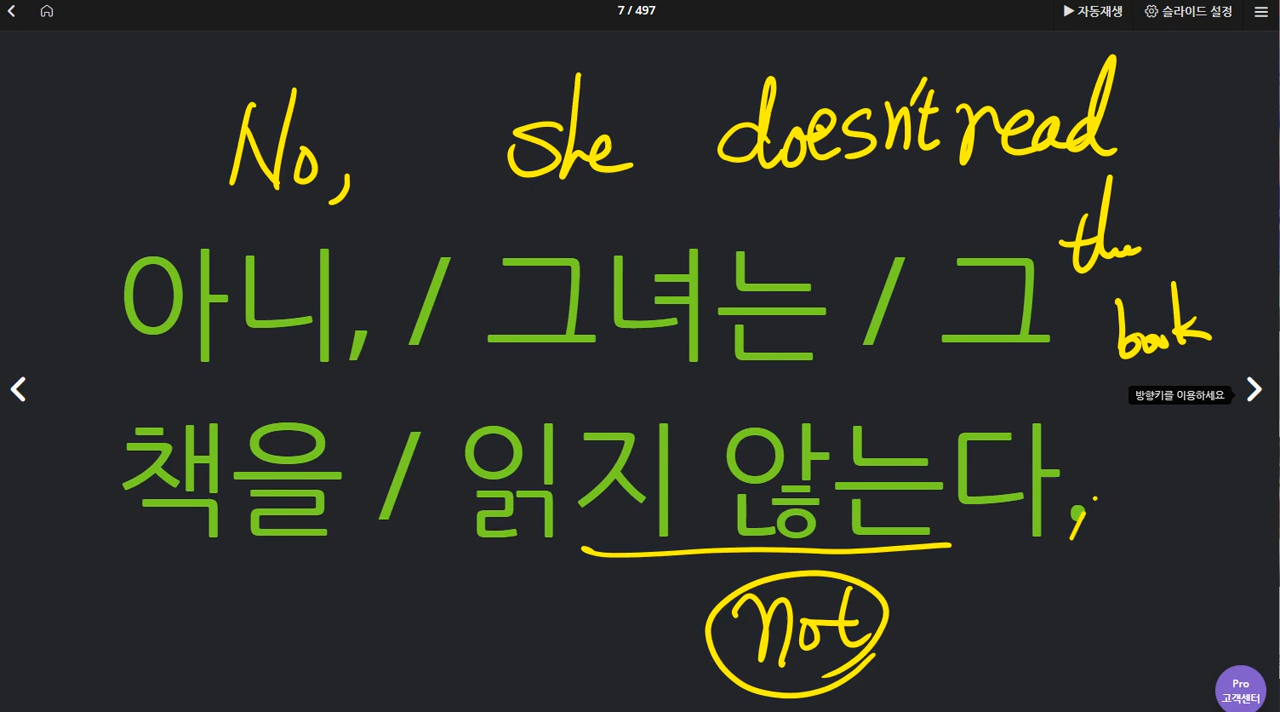 7 / 497
▶ 자동재생
슬라이드 설정
No, she doesn't read
the
book
아니, / 그녀는 / 그
책을 / 읽지 않는다,
방향키를 이용하세요
not
Pro
고객센터